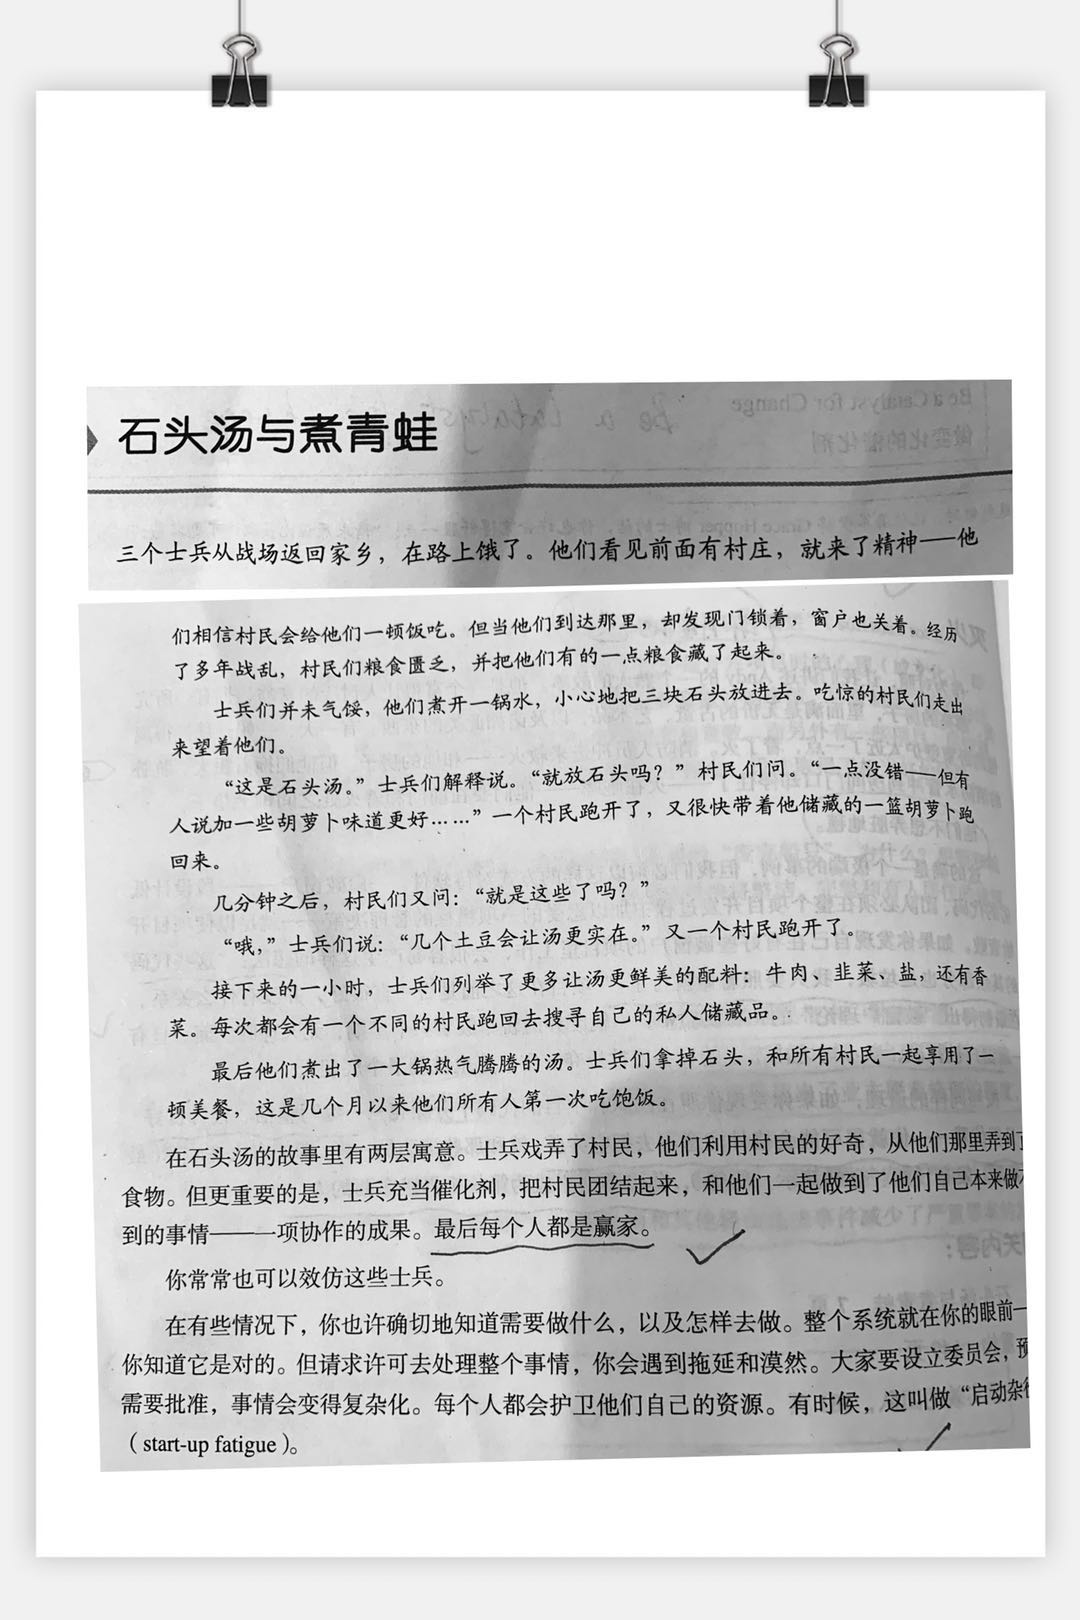 石头汤与煮青蛙
三个士兵从战场返回家乡，在路上饿了。他们看见前面有村庄，就来了精神——他
们相信村民会给他们一顿饭吃。但当他们到达那里，却发现门锁着，窗户也关着。经历
了多年战乱，村民们粮食匮乏，并把他们有的一点粮食藏了起来。
士兵们并未气馁，他们煮开一锅水，小心地把三块石头放进去。吃惊的村民们走出
来望着他们。
“这是石头汤。”士兵们解释说。“就放石头吗？”村民们问。“一点没错——但有
人说加一些胡萝卜味道更好……”一个村民跑开了，又很快带着他储藏的一篮胡萝卜跑
回来。
几分钟之后，村民们又问：“就是这些了吗？”
“哦，”士兵们说：“几个土豆会让汤更实在。”又一个村民跑开了。
接下来的一小时，士兵们列举了更多让汤更鲜美的配料：牛肉、韭菜、盐，还有香
菜。每次都会有一个不同的村民跑回去搜寻自己的私人储藏品。
最后他们煮出了一大锅热气腾腾的汤。士兵们拿掉石头，和所有村民一起享用了一
顿美餐，这是几个月以来他们所有人第一次吃饱饭。
在石头汤的故事里有两层寓意。士兵戏弄了村民，他们利用村民的好奇，从他们那里弄到了
食物。但更重要的是，士兵充当催化剂，把村民团结起来，和他们一起做到了他们自己本来做不
到的事情——一项协作的成果。最后每个人都是赢家。
你常常也可以效仿这些士兵。
在有些情况下，你也许确切地知道需要做什么，以及怎样去做。整个系统就在你的眼前—
你知道它是对的。但请求许可去处理整个事情，你会遇到拖延和漠然。大家要设立委员会，预
需要批准，事情会变得复杂化。每个人都会护卫他们自己的资源。有时候，这叫做“启动杂
（start-up fatigue）。